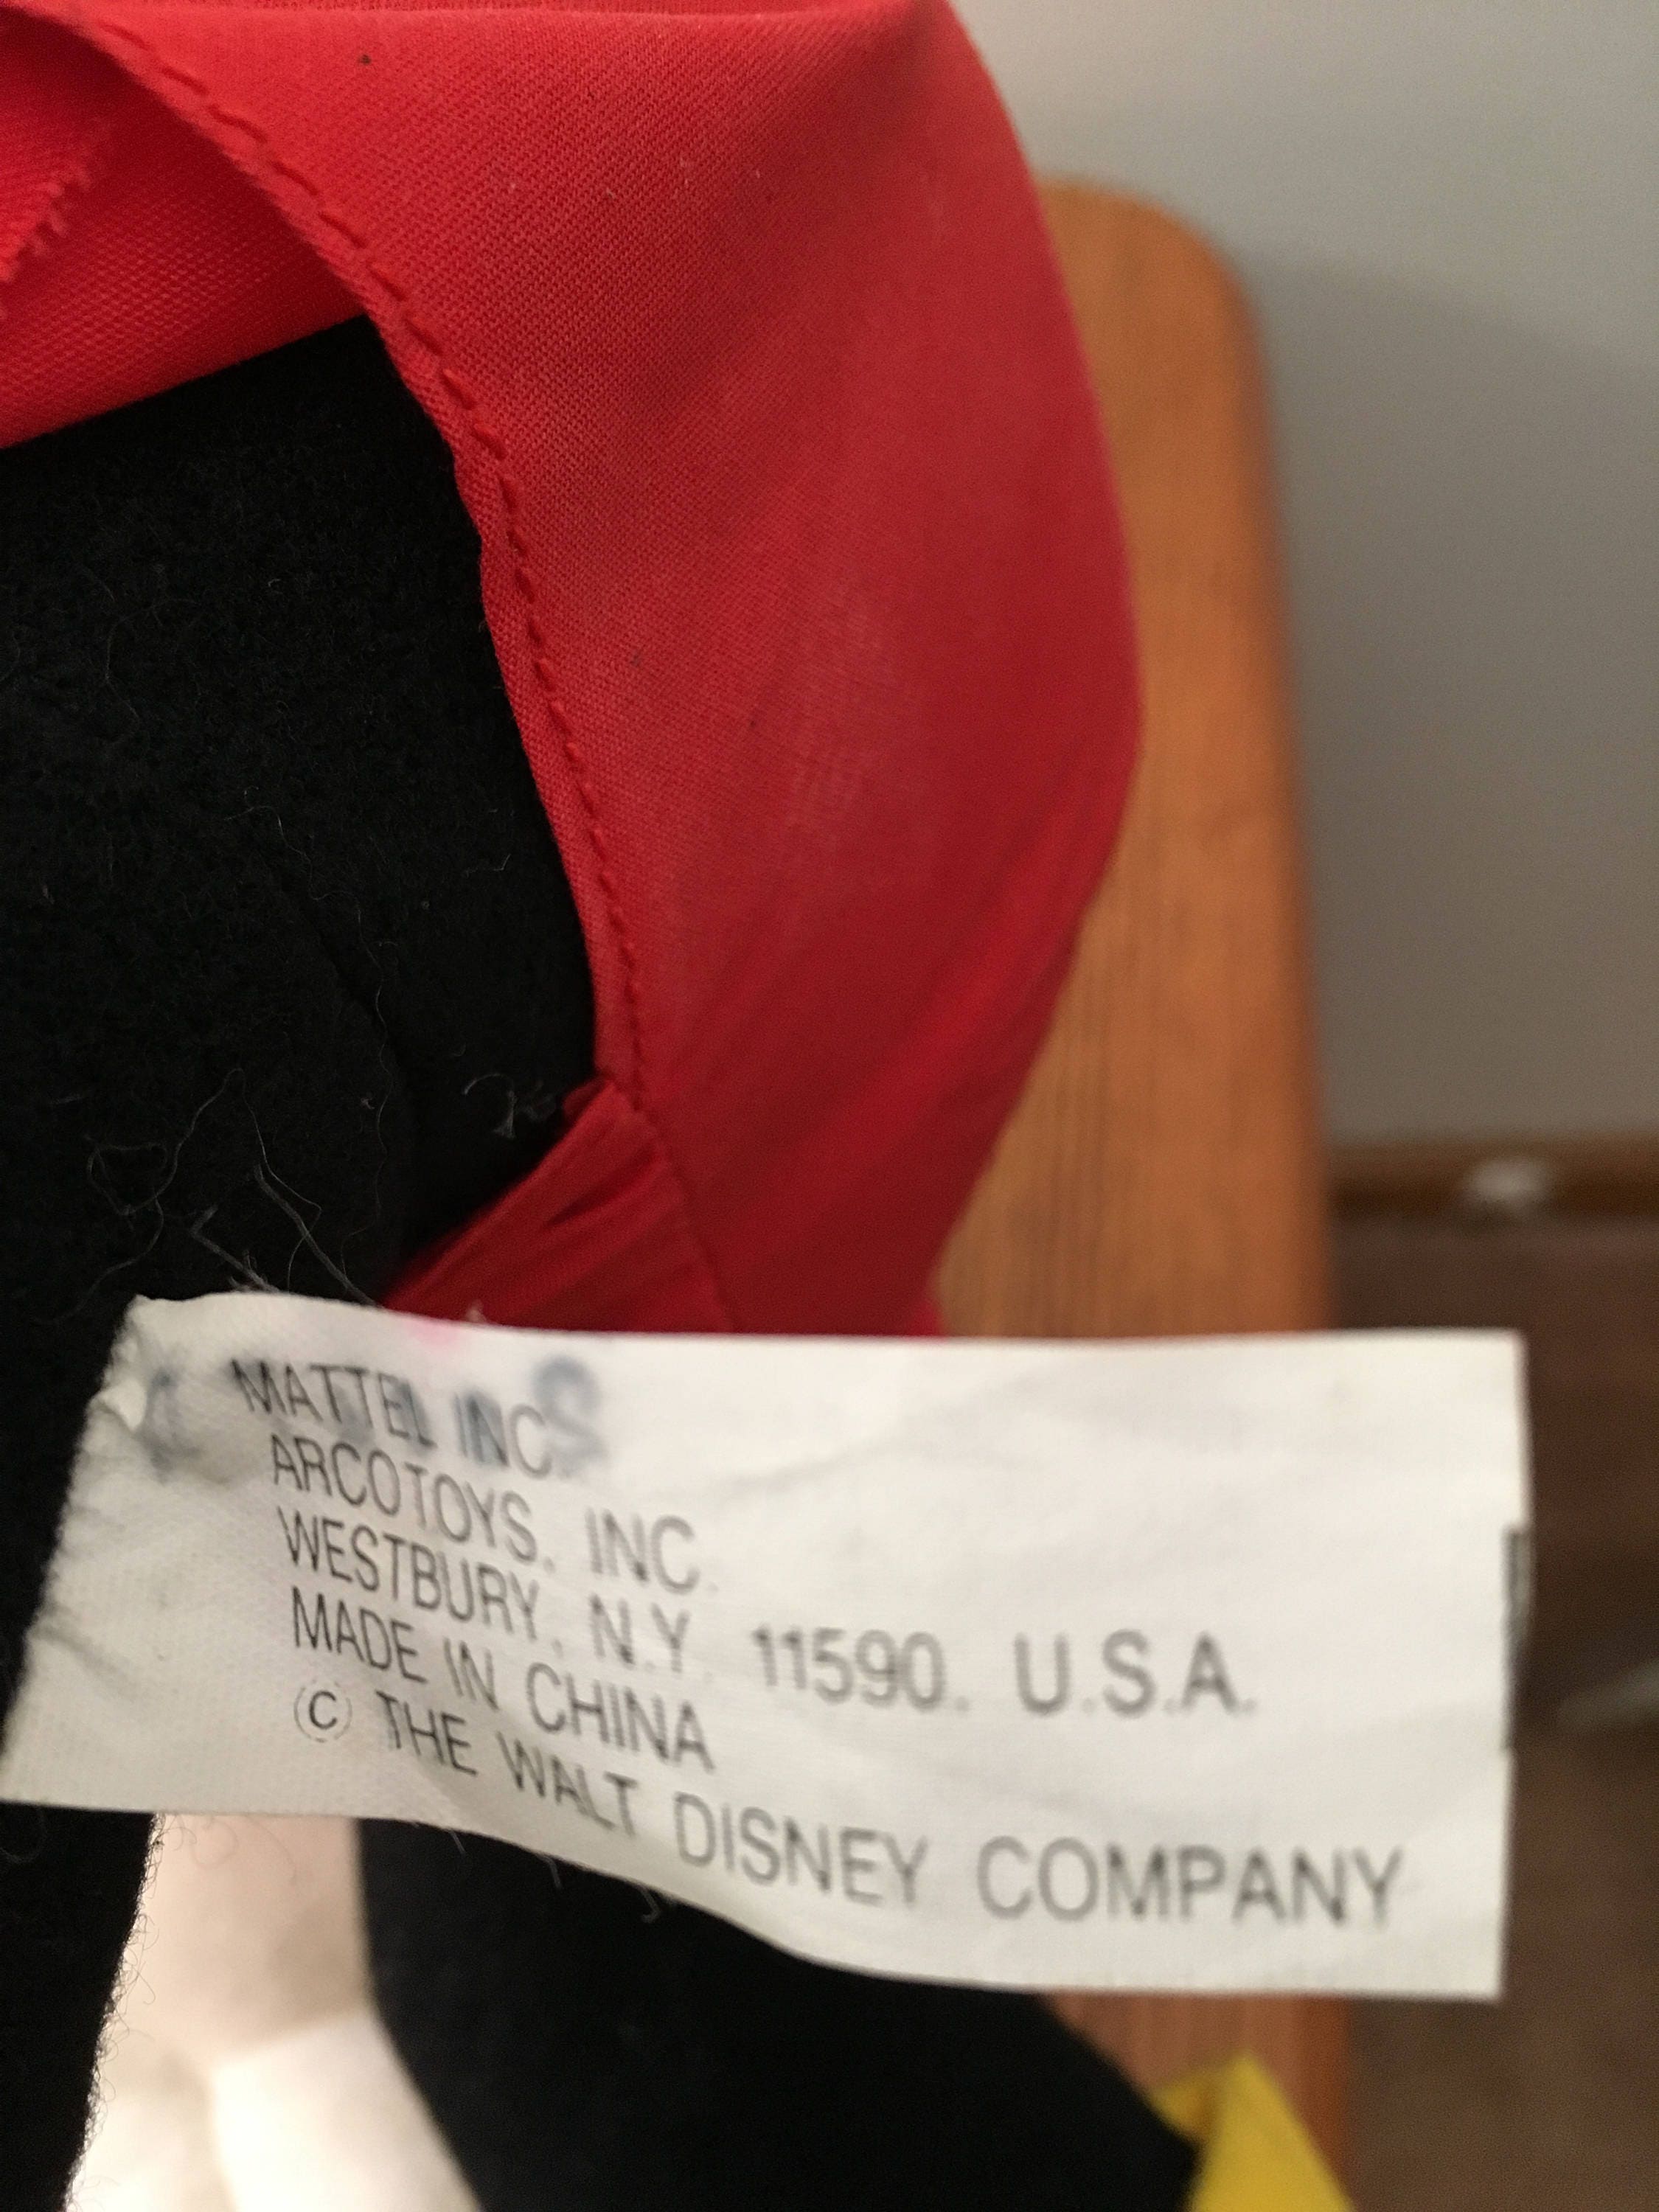 MATTEL INC.
ARCOTOYS, INC.
WESTBURY, N.Y. 11590. U.S.A.
MADE IN CHINA
© THE WALT DISNEY COMPANY